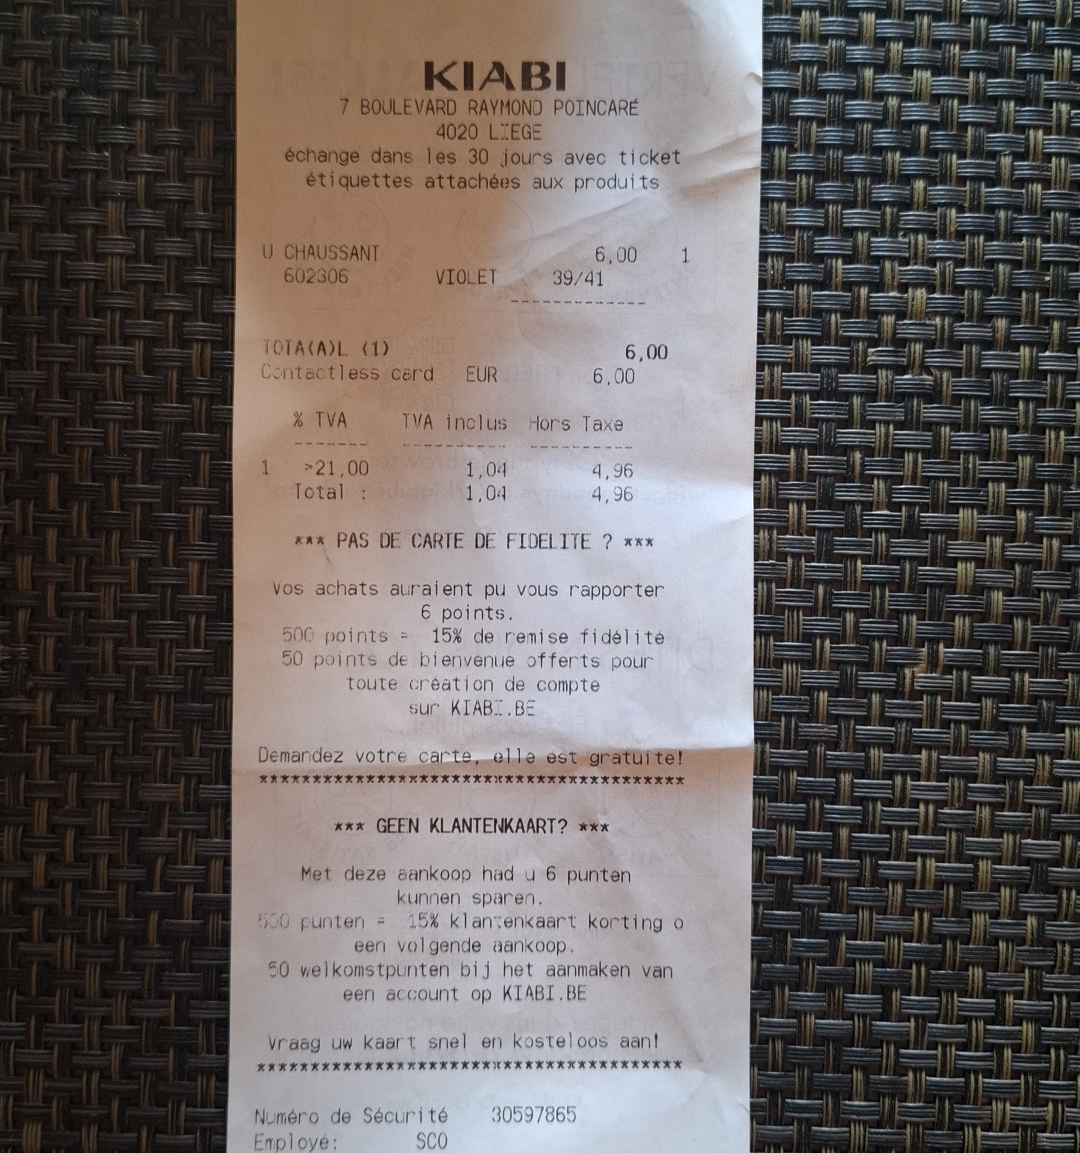 KIABI
7 BOULEVARD RAYMOND POINCARÉ
4020 LIEGE
échange dans les 30 jours avec ticket
étiquettes attachées aux produits
U CHAUSSANT 6,00 1
602306 VIOLET 39/41
-------------
TOTA(A)L (1) 6,00
Contactless card EUR 6,00
% TVA TVA inclus Hors Taxe
------- ---------- ----------
1 >21,00 1,04 4,96
Total : 1,04 4,96
*** PAS DE CARTE DE FIDELITE ? ***
Vos achats auraient pu vous rapporter
6 points.
500 points = 15% de remise fidélité
50 points de bienvenue offerts pour
toute création de compte
sur KIABI.BE
Demandez votre carte, elle est gratuite!
****************************************
*** GEEN KLANTENKAART? ***
Met deze aankoop had u 6 punten
kunnen sparen.
500 punten = 15% klantenkaart korting o
een volgende aankoop.
50 welkomstpunten bij het aanmaken van
een account op KIABI.BE
Vraag uw kaart snel en kosteloos aan!
****************************************
Numéro de Sécurité 30597865
Employé: SCO